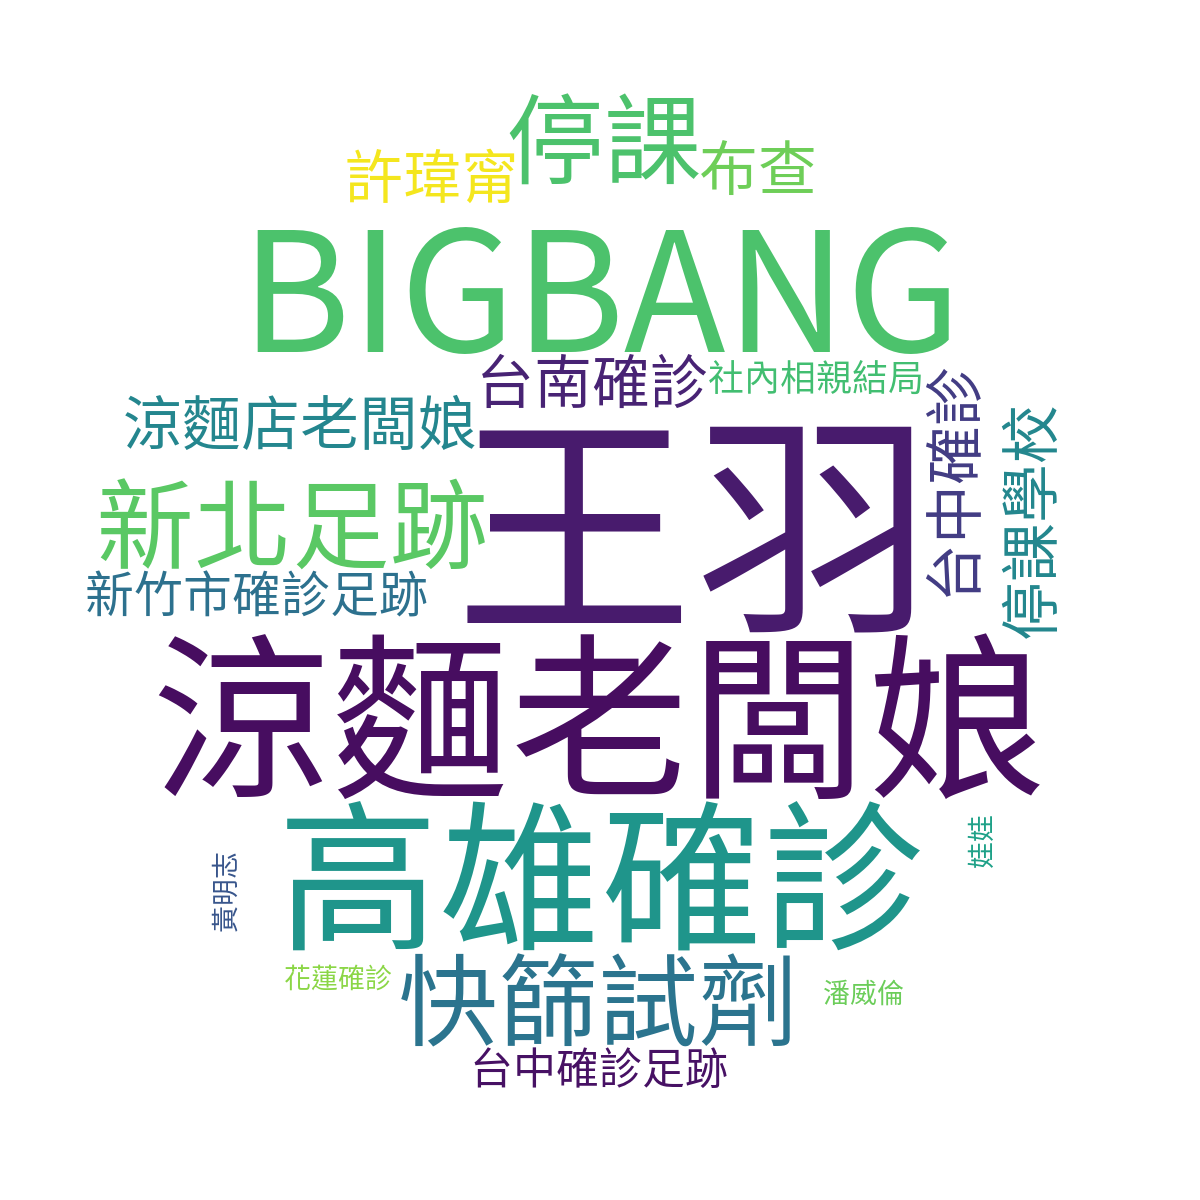 停課
許瑋甯
布查
BIGBANG
台南確診
社內相親結局
涼麵店老闆娘
台中確診
停課學校
王羽
新北足跡
新竹市確診足跡
涼麵老闆娘
高雄確診
娃娃
黃明志
快篩試劑
花蓮確診
潘威倫
台中確診足跡